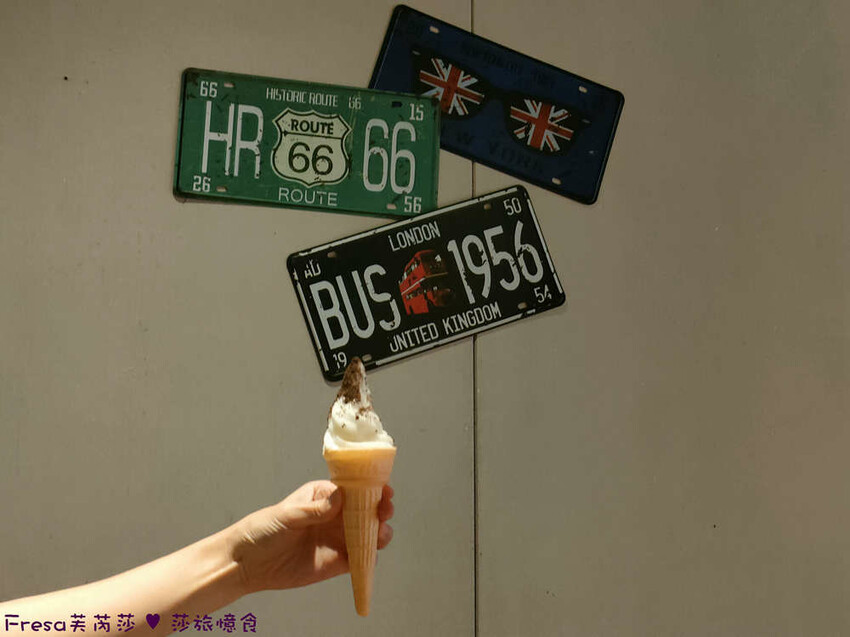 66 HISTORIC ROUTE 66 15
HR ROUTE 66 66
26 ROUTE 56
LONDON 50
AD
BUS 1956
19 UNITED KINGDOM 54
Fresa芙芮莎 ♥ 莎旅憶食